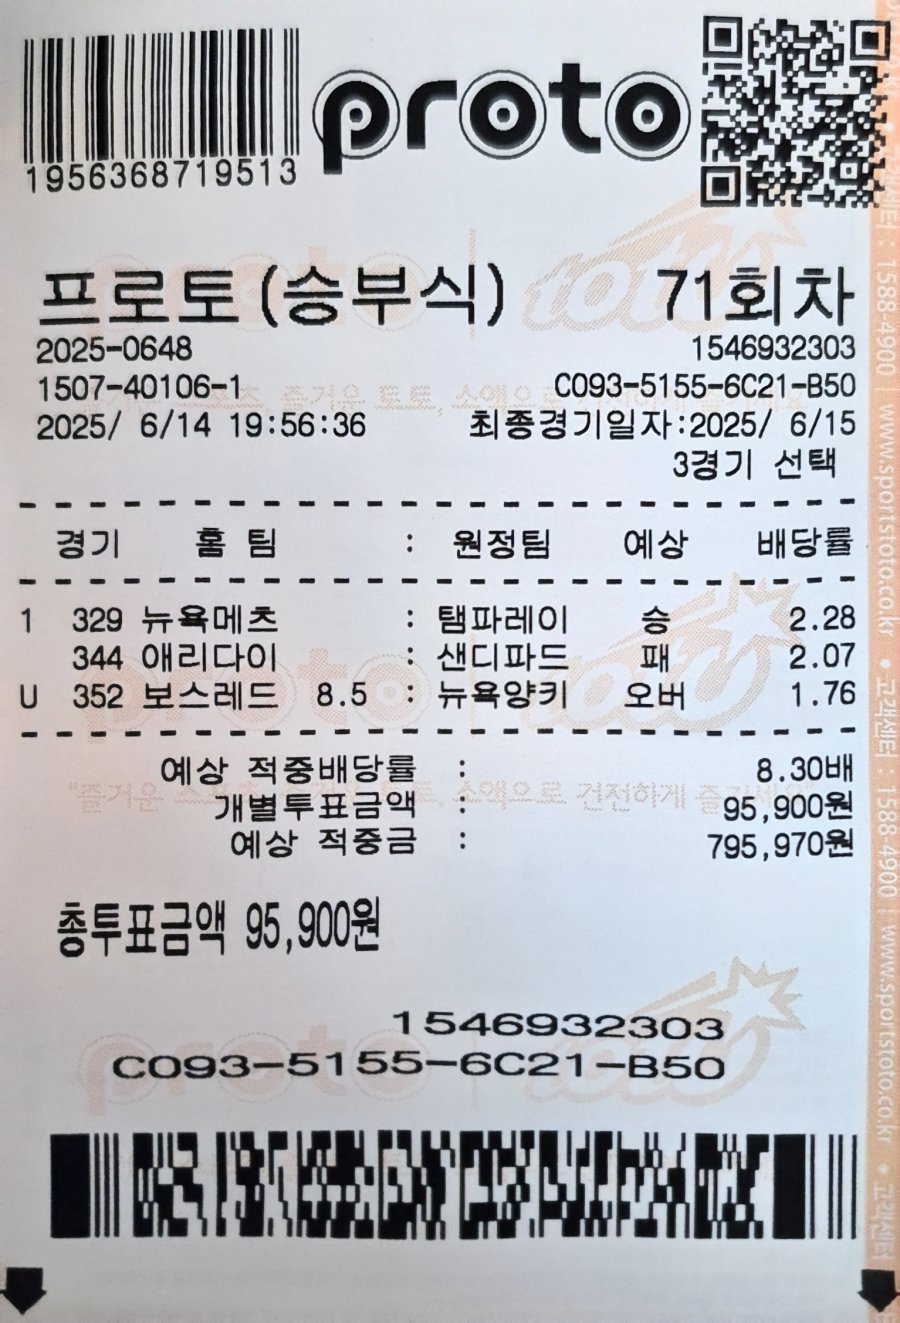 proto
1956368719513
프로토(승부식) 71회차
2025-0648 1546932303
1507-40106-1 C093-5155-6C21-B50
2025/ 6/14 19:56:36 최종경기일자:2025/ 6/15
3경기 선택
경기 홈 팀 : 원정팀 예상 배당률
1 329 뉴욕메츠 : 탬파레이 승 2.28
344 애리다이 : 샌디파드 패 2.07
U 352 보스레드 8.5 : 뉴욕양키 오버 1.76
예상 적중배당률 : 8.30배
개별투표금액 : 95,900원
예상 적중금 : 795,970원
총투표금액 95,900원
1546932303
C093-5155-6C21-B50
고객센터 : 1588-4900 | www.sportstoto.co.kr • 고객센터 : 1588-4900 | www.sportstoto.co.kr • 고객센터